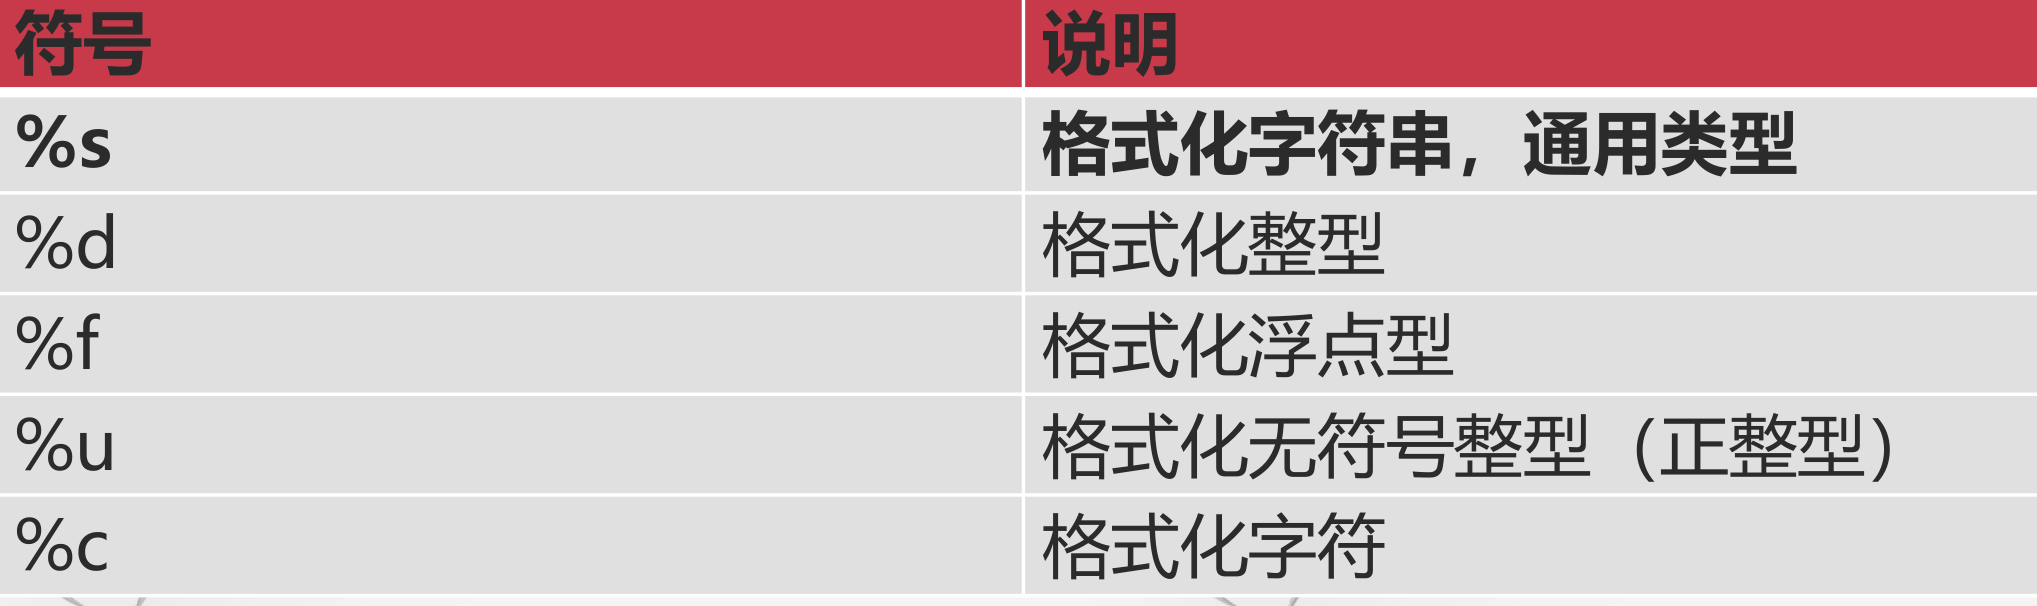 符号 说明
%s 格式化字符串，通用类型
%d 格式化整型
%f 格式化浮点型
%u 格式化无符号整型（正整型）
%c 格式化字符